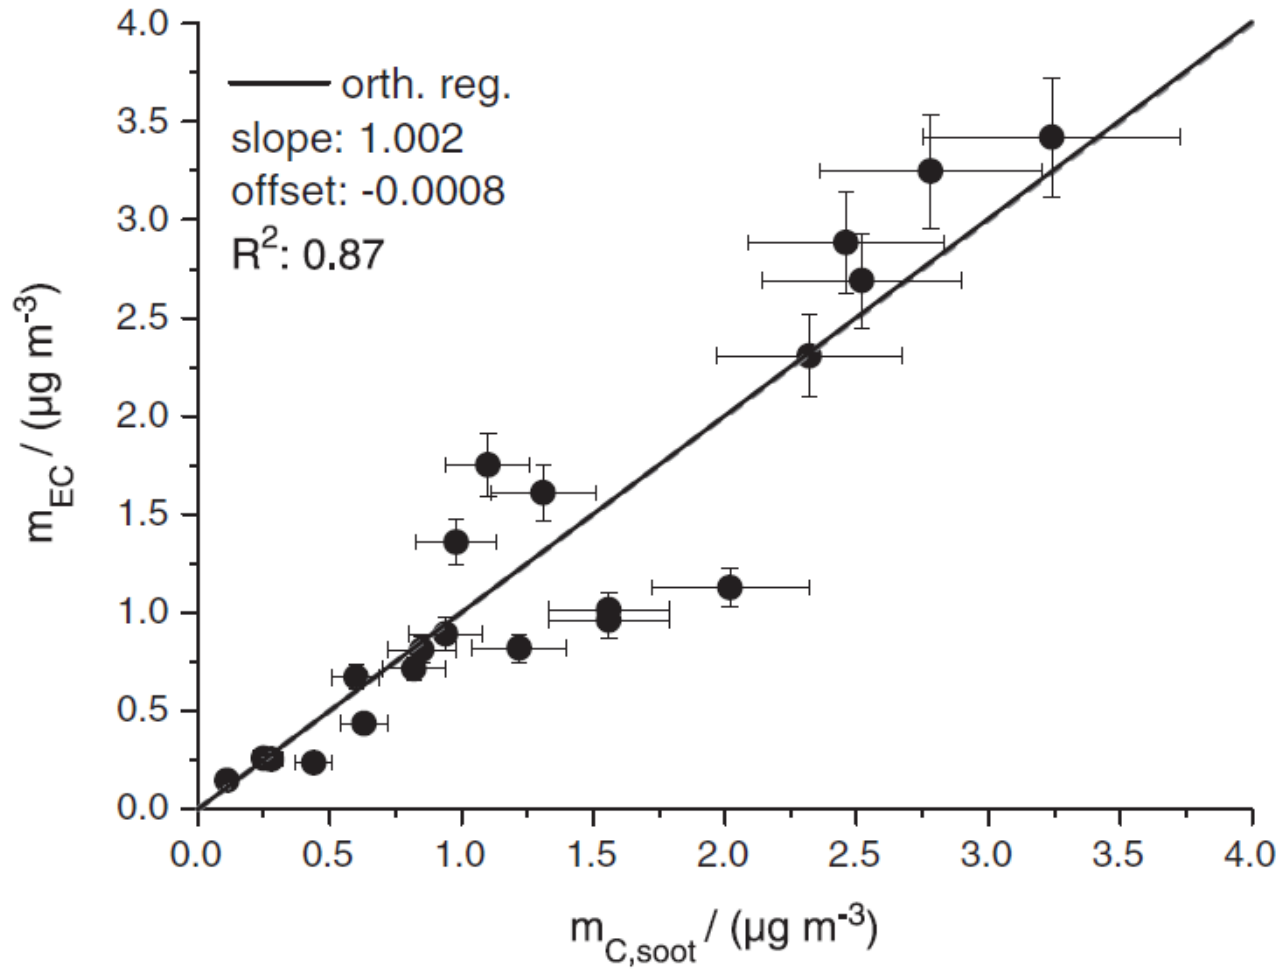 4.0
3.5
3.0
2.5
2.0
1.5
1.0
0.5
0.0
m_EC / (µg m⁻³)
orth. reg.
slope: 1.002
offset: -0.0008
R²: 0.87
0.0 0.5 1.0 1.5 2.0 2.5 3.0 3.5 4.0
m_C,soot / (µg m⁻³)